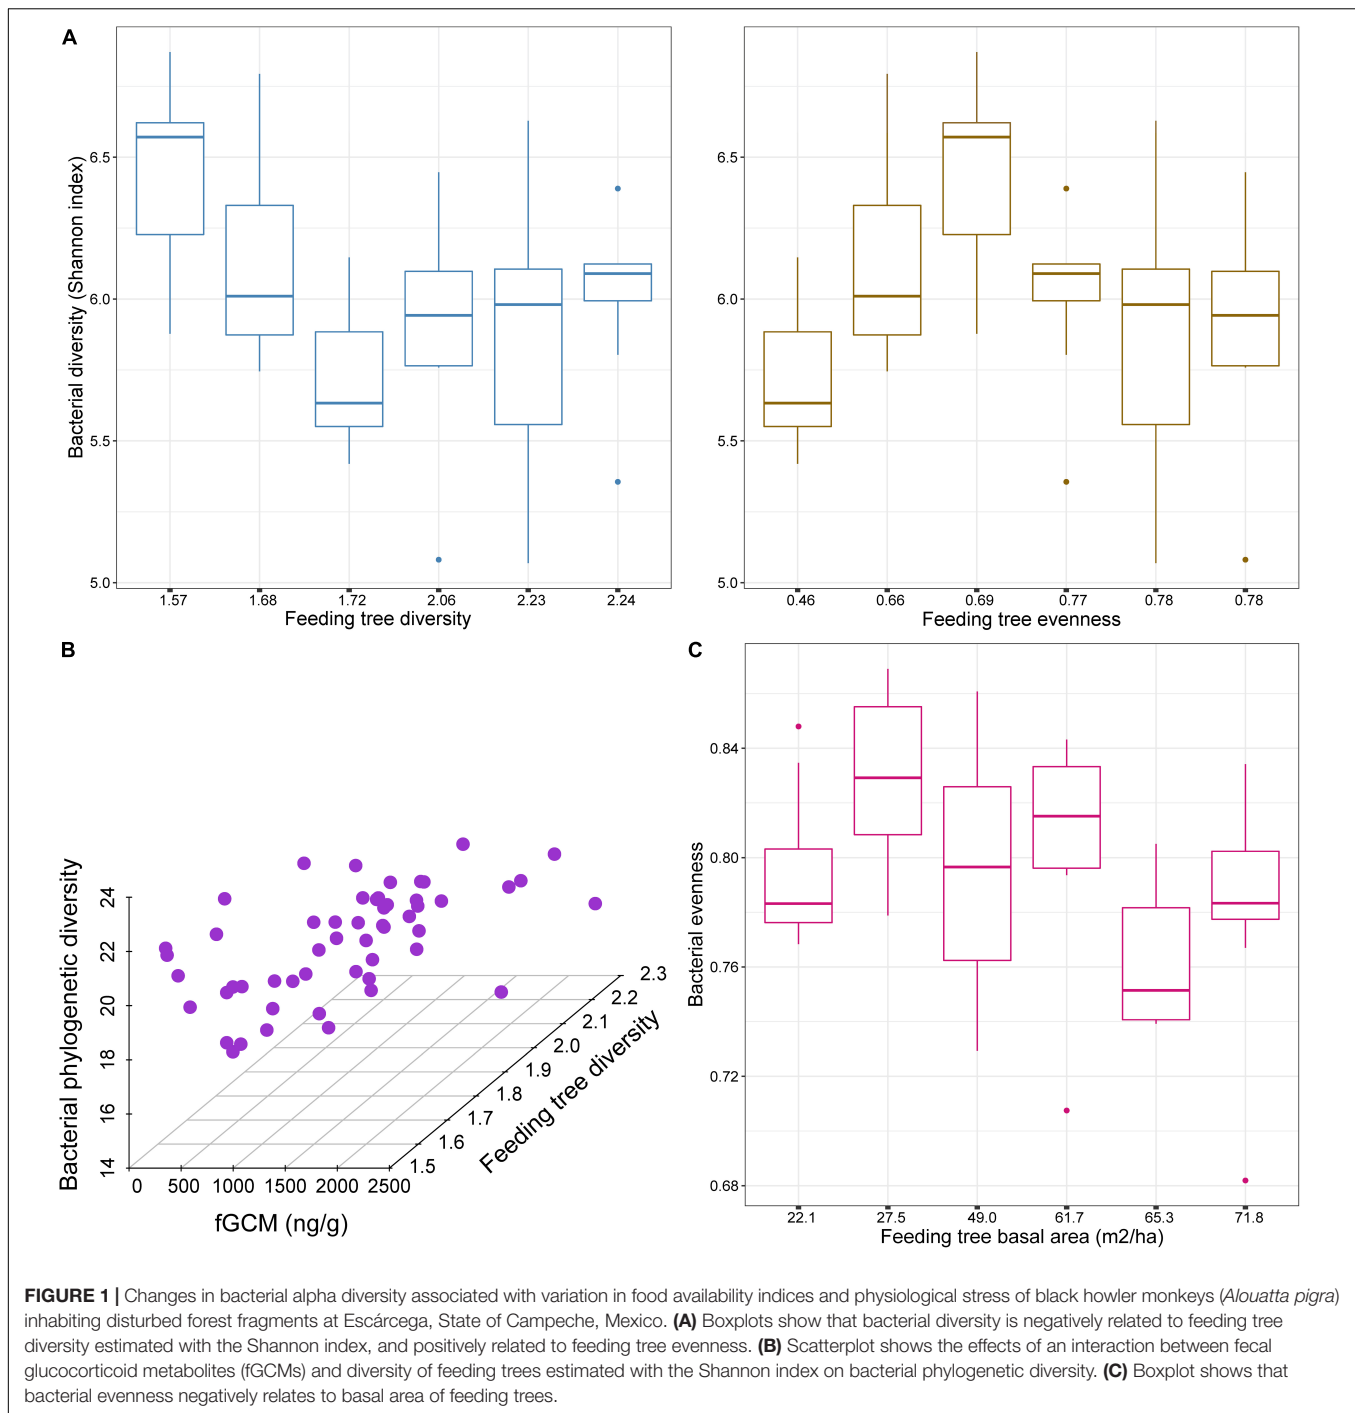 A
Bacterial diversity (Shannon index)
6.5
6.0
5.5
5.0
1.57 1.68 1.72 2.06 2.23 2.24
Feeding tree diversity
6.5
6.0
5.5
5.0
0.46 0.66 0.69 0.77 0.78 0.78
Feeding tree evenness
B
Bacterial phylogenetic diversity
24
22
20
18
16
14
0 500 1000 1500 2000 2500
fGCM (ng/g)
2.3
2.2
2.1
2.0
1.9
1.8
1.7
1.6
1.5
Feeding tree diversity
C
Bacterial evenness
0.84
0.80
0.76
0.72
0.68
22.1 27.5 49.0 61.7 65.3 71.8
Feeding tree basal area (m2/ha)
FIGURE 1 | Changes in bacterial alpha diversity associated with variation in food availability indices and physiological stress of black howler monkeys (Alouatta pigra)
inhabiting disturbed forest fragments at Escárcega, State of Campeche, Mexico. (A) Boxplots show that bacterial diversity is negatively related to feeding tree
diversity estimated with the Shannon index, and positively related to feeding tree evenness. (B) Scatterplot shows the effects of an interaction between fecal
glucocorticoid metabolites (fGCMs) and diversity of feeding trees estimated with the Shannon index on bacterial phylogenetic diversity. (C) Boxplot shows that
bacterial evenness negatively relates to basal area of feeding trees.